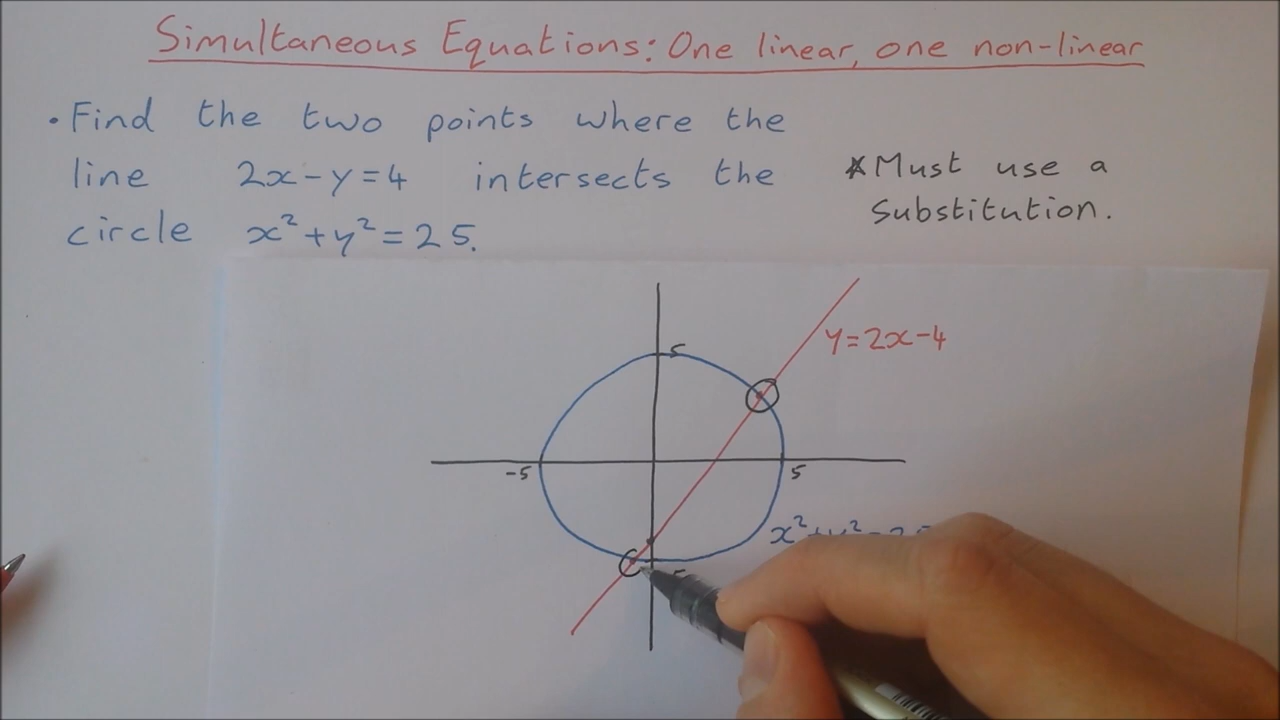 Simultaneous Equations: One linear, one non-linear
• Find the two points where the
line 2x-y=4 intersects the
circle x²+y²=25.
*Must use a
Substitution.
5
y=2x-4
-5
5